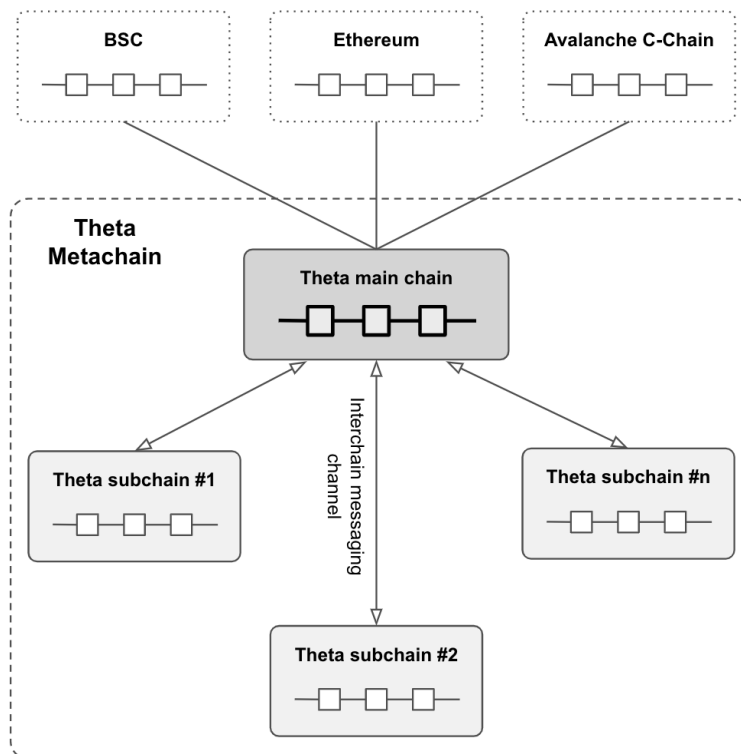 BSC
Ethereum
Avalanche C-Chain
Theta
Metachain
Theta main chain
Interchain messaging
channel
Theta subchain #1
Theta subchain #n
Theta subchain #2